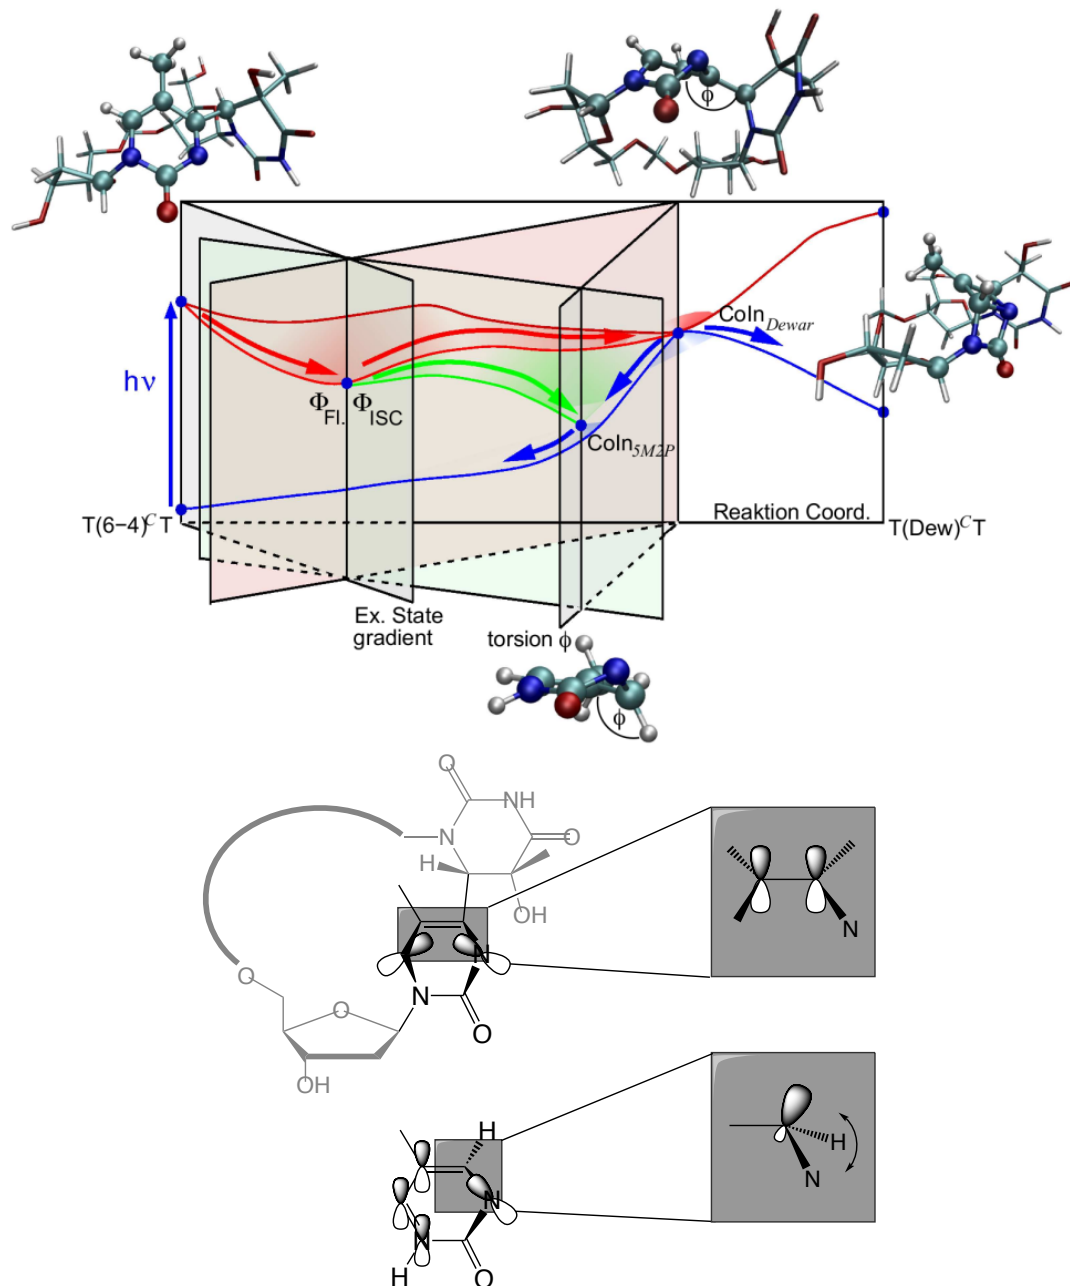 ϕ
hν
Φ_Fl. Φ_ISC
CoIn_Dewar
CoIn_5M2P
T(6−4)^C T
Reaktion Coord.
T(Dew)^C T
Ex. State
gradient
torsion ϕ
ϕ
O
NH
N
O
H
OH
N
O
N
O
O
OH
N
H
N
N
H
O
H
N